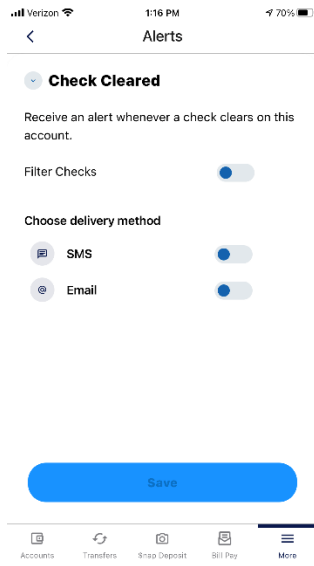 Verizon 1:16 PM 70%
Alerts
Check Cleared
Receive an alert whenever a check clears on this
account.
Filter Checks
Choose delivery method
SMS
@ Email
Save
Accounts Transfers Snap Deposit Bill Pay More